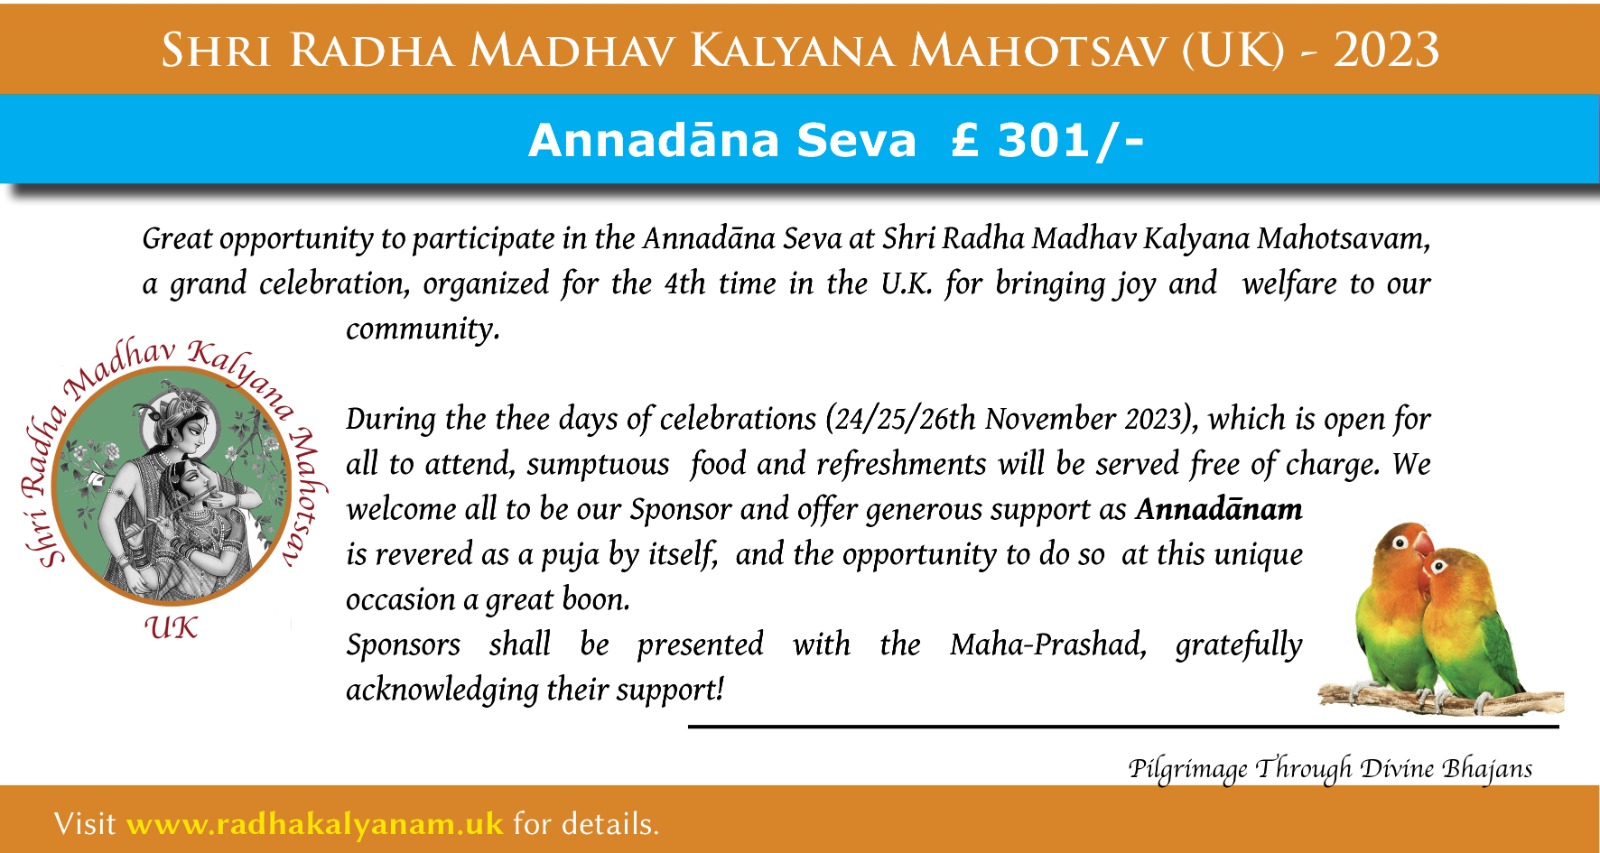 SHRI RADHA MADHAV KALYANA MAHOTSAV (UK) - 2023
Annadāna Seva £ 301/-
Great opportunity to participate in the Annadāna Seva at Shri Radha Madhav Kalyana Mahotsavam,
a grand celebration, organized for the 4th time in the U.K. for bringing joy and welfare to our
community.
Shri Radha Madhav Kalyana Mahotsav
UK
During the thee days of celebrations (24/25/26th November 2023), which is open for
all to attend, sumptuous food and refreshments will be served free of charge. We
welcome all to be our Sponsor and offer generous support as Annadānam
is revered as a puja by itself, and the opportunity to do so at this unique
occasion a great boon.
Sponsors shall be presented with the Maha-Prashad, gratefully
acknowledging their support!
Pilgrimage Through Divine Bhajans
Visit www.radhakalyanam.uk for details.